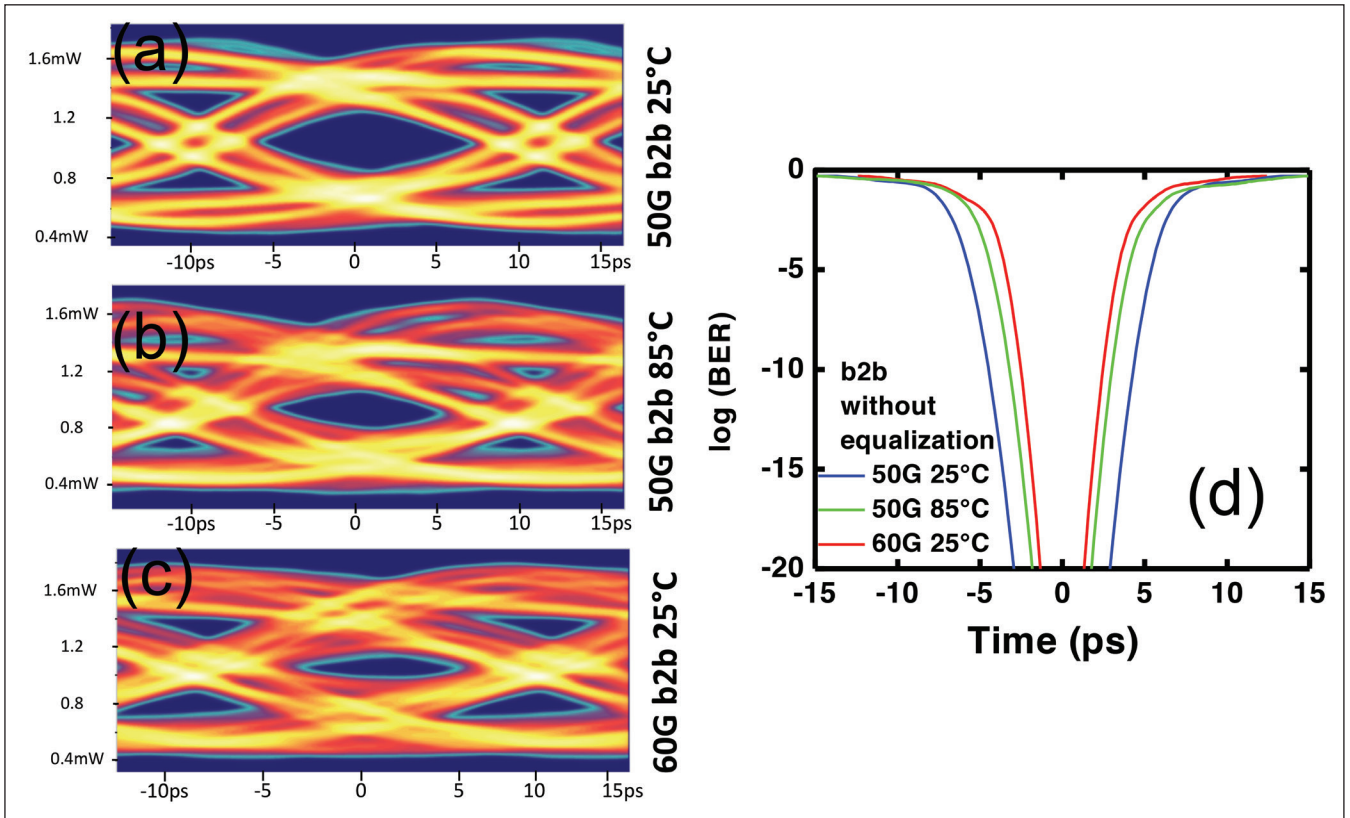 (a)
1.6mW
1.2
0.8
0.4mW
-10ps -5 0 5 10 15ps
50G b2b 25°C
(b)
1.6mW
1.2
0.8
0.4mW
-10ps -5 0 5 10 15ps
50G b2b 85°C
(c)
1.6mW
1.2
0.8
0.4mW
-10ps -5 0 5 10 15ps
60G b2b 25°C
0
-5
-10
-15
-20
log (BER)
b2b
without
equalization
50G 25°C
50G 85°C
60G 25°C
(d)
-15 -10 -5 0 5 10 15
Time (ps)